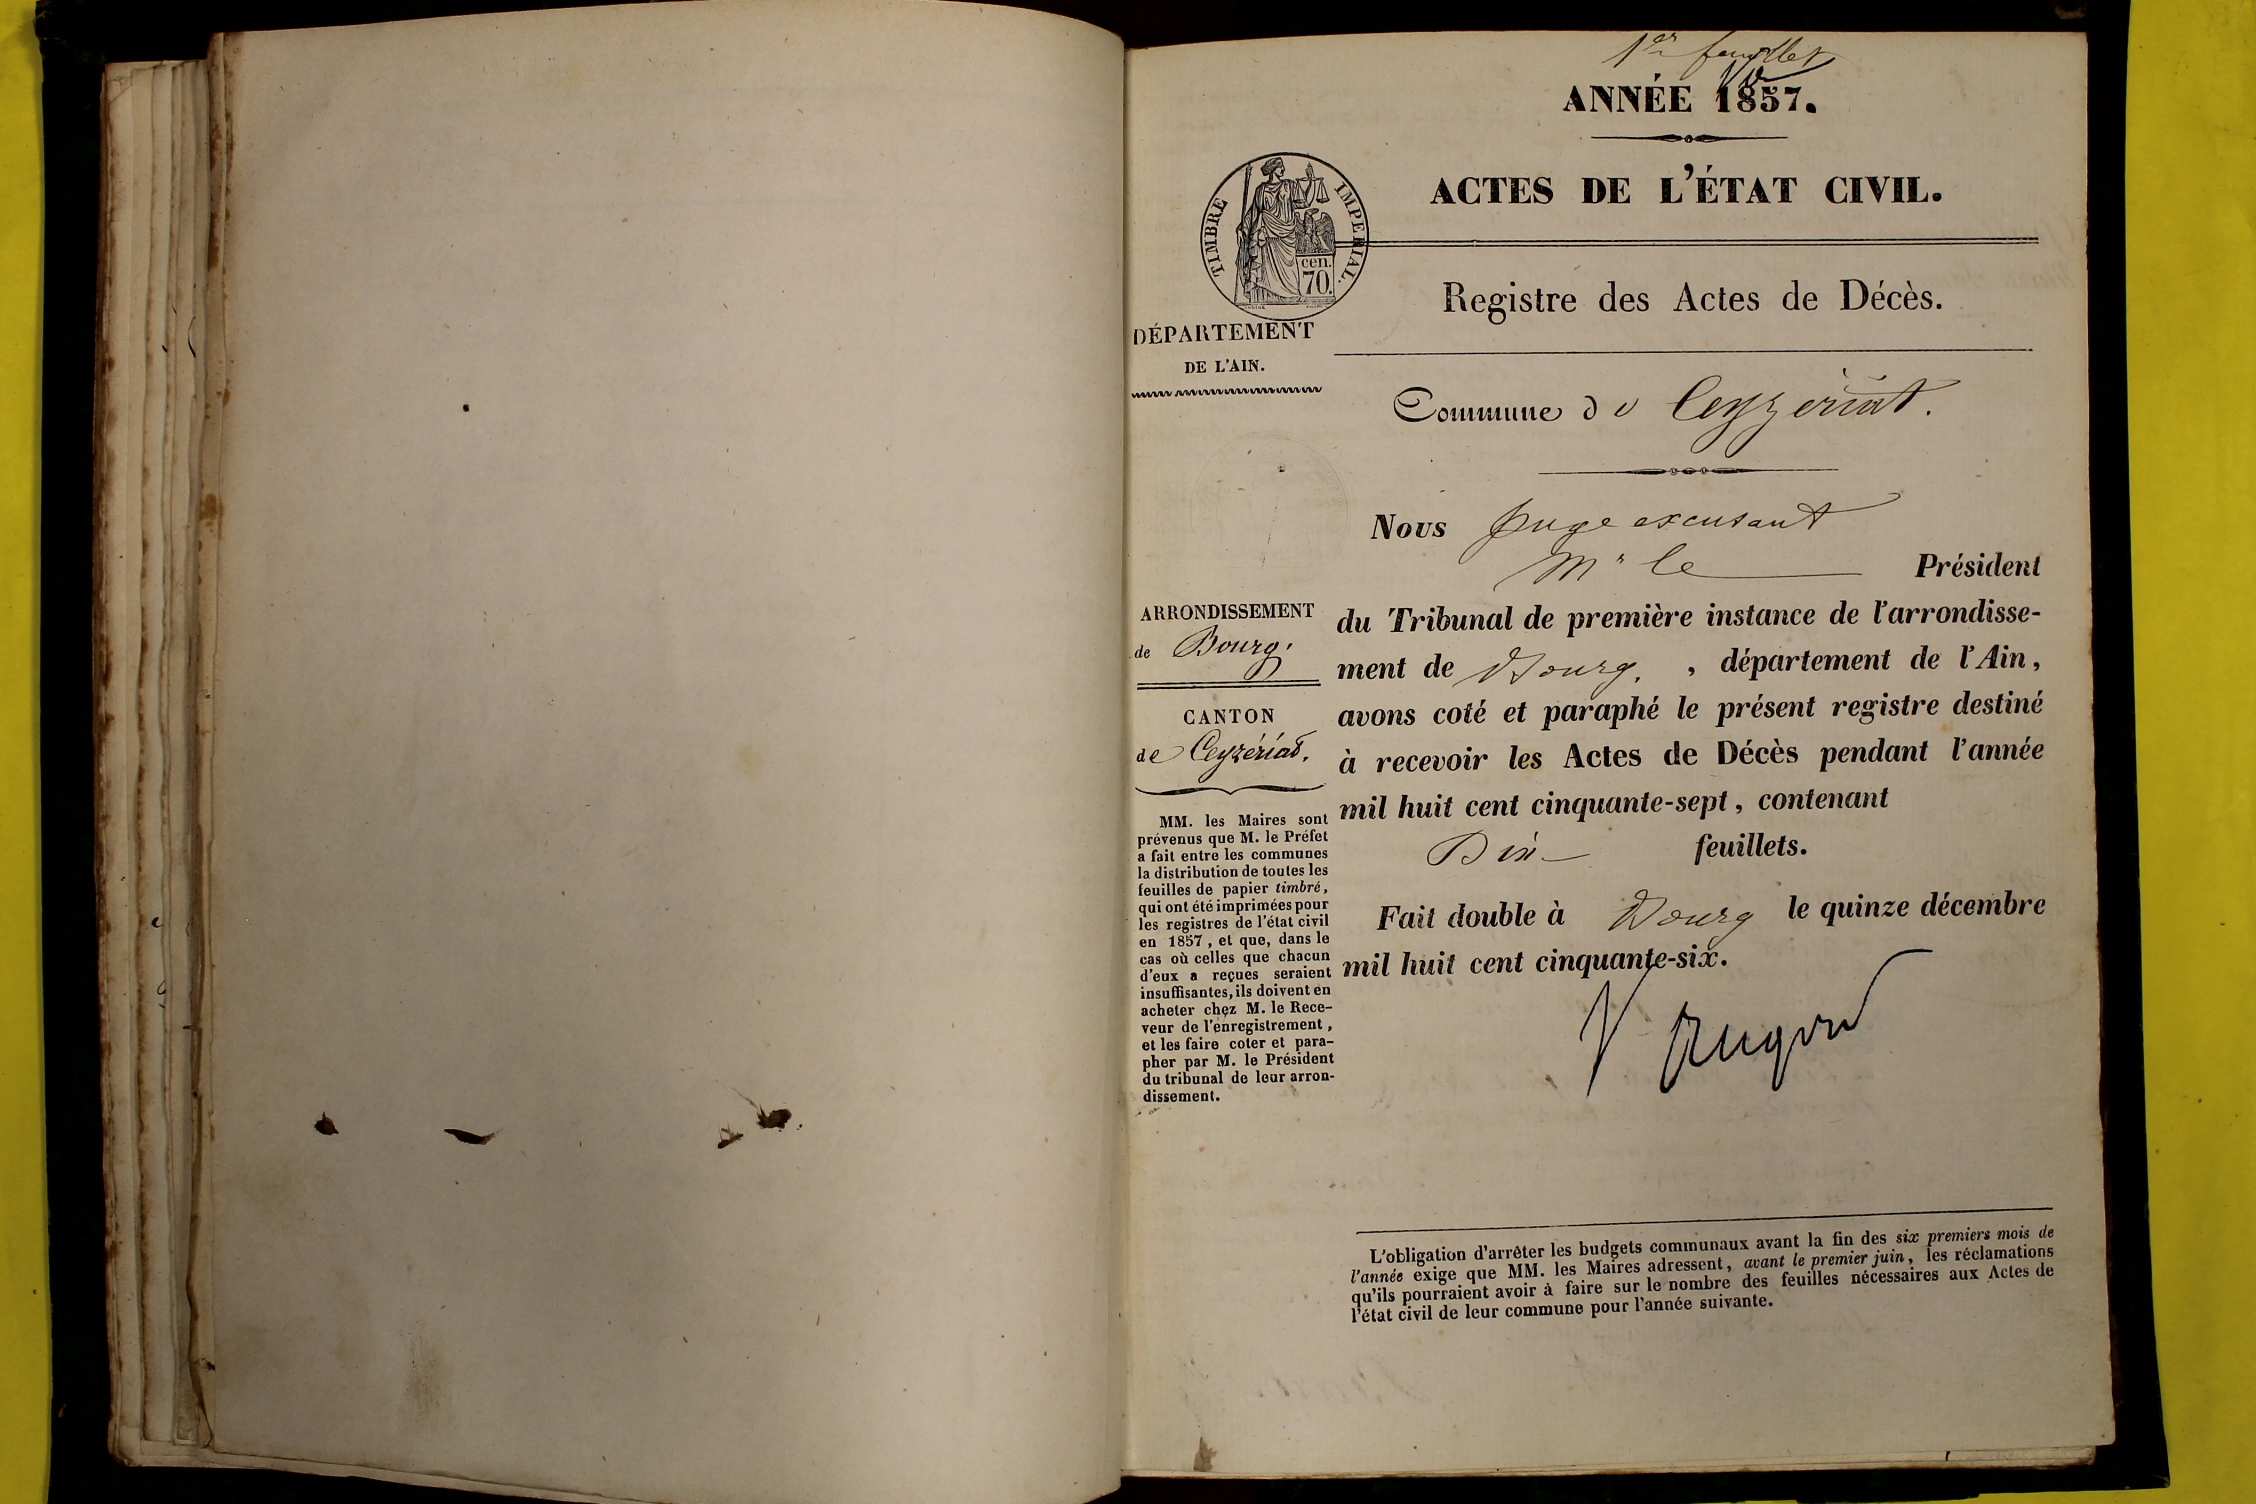 1er feuillet
ANNÉE 1857.
ACTES DE L'ÉTAT CIVIL.
TIMBRE IMPERIAL.
cen.
70.
Registre des Actes de Décès.
DÉPARTEMENT
DE L'AIN.
Commune de Ceyzériat.
Nous juge excusant
Mr le Président
du Tribunal de première instance de l'arrondisse-
ment de Bourg. , département de l'Ain,
avons coté et paraphé le présent registre destiné
à recevoir les Actes de Décès pendant l'année
mil huit cent cinquante-sept, contenant
Dix feuillets.
Fait double à Bourg le quinze décembre
mil huit cent cinquante-six.
ARRONDISSEMENT
de Bourg.
CANTON
de Ceyzériat.
MM. les Maires sont
prévenus que M. le Préfet
a fait entre les communes
la distribution de toutes les
feuilles de papier timbré,
qui ont été imprimées pour
les registres de l'état civil
en 1857, et que, dans le
cas où celles que chacun
d'eux a reçues seraient
insuffisantes, ils doivent en
acheter chez M. le Rece-
veur de l'enregistrement,
et les faire coter et para-
pher par M. le Président
du tribunal de leur arron-
dissement.
L'obligation d'arrêter les budgets communaux avant la fin des six premiers mois de
l'année exige que MM. les Maires adressent, avant le premier juin, les réclamations
qu'ils pourraient avoir à faire sur le nombre des feuilles nécessaires aux Actes de
l'état civil de leur commune pour l'année suivante.